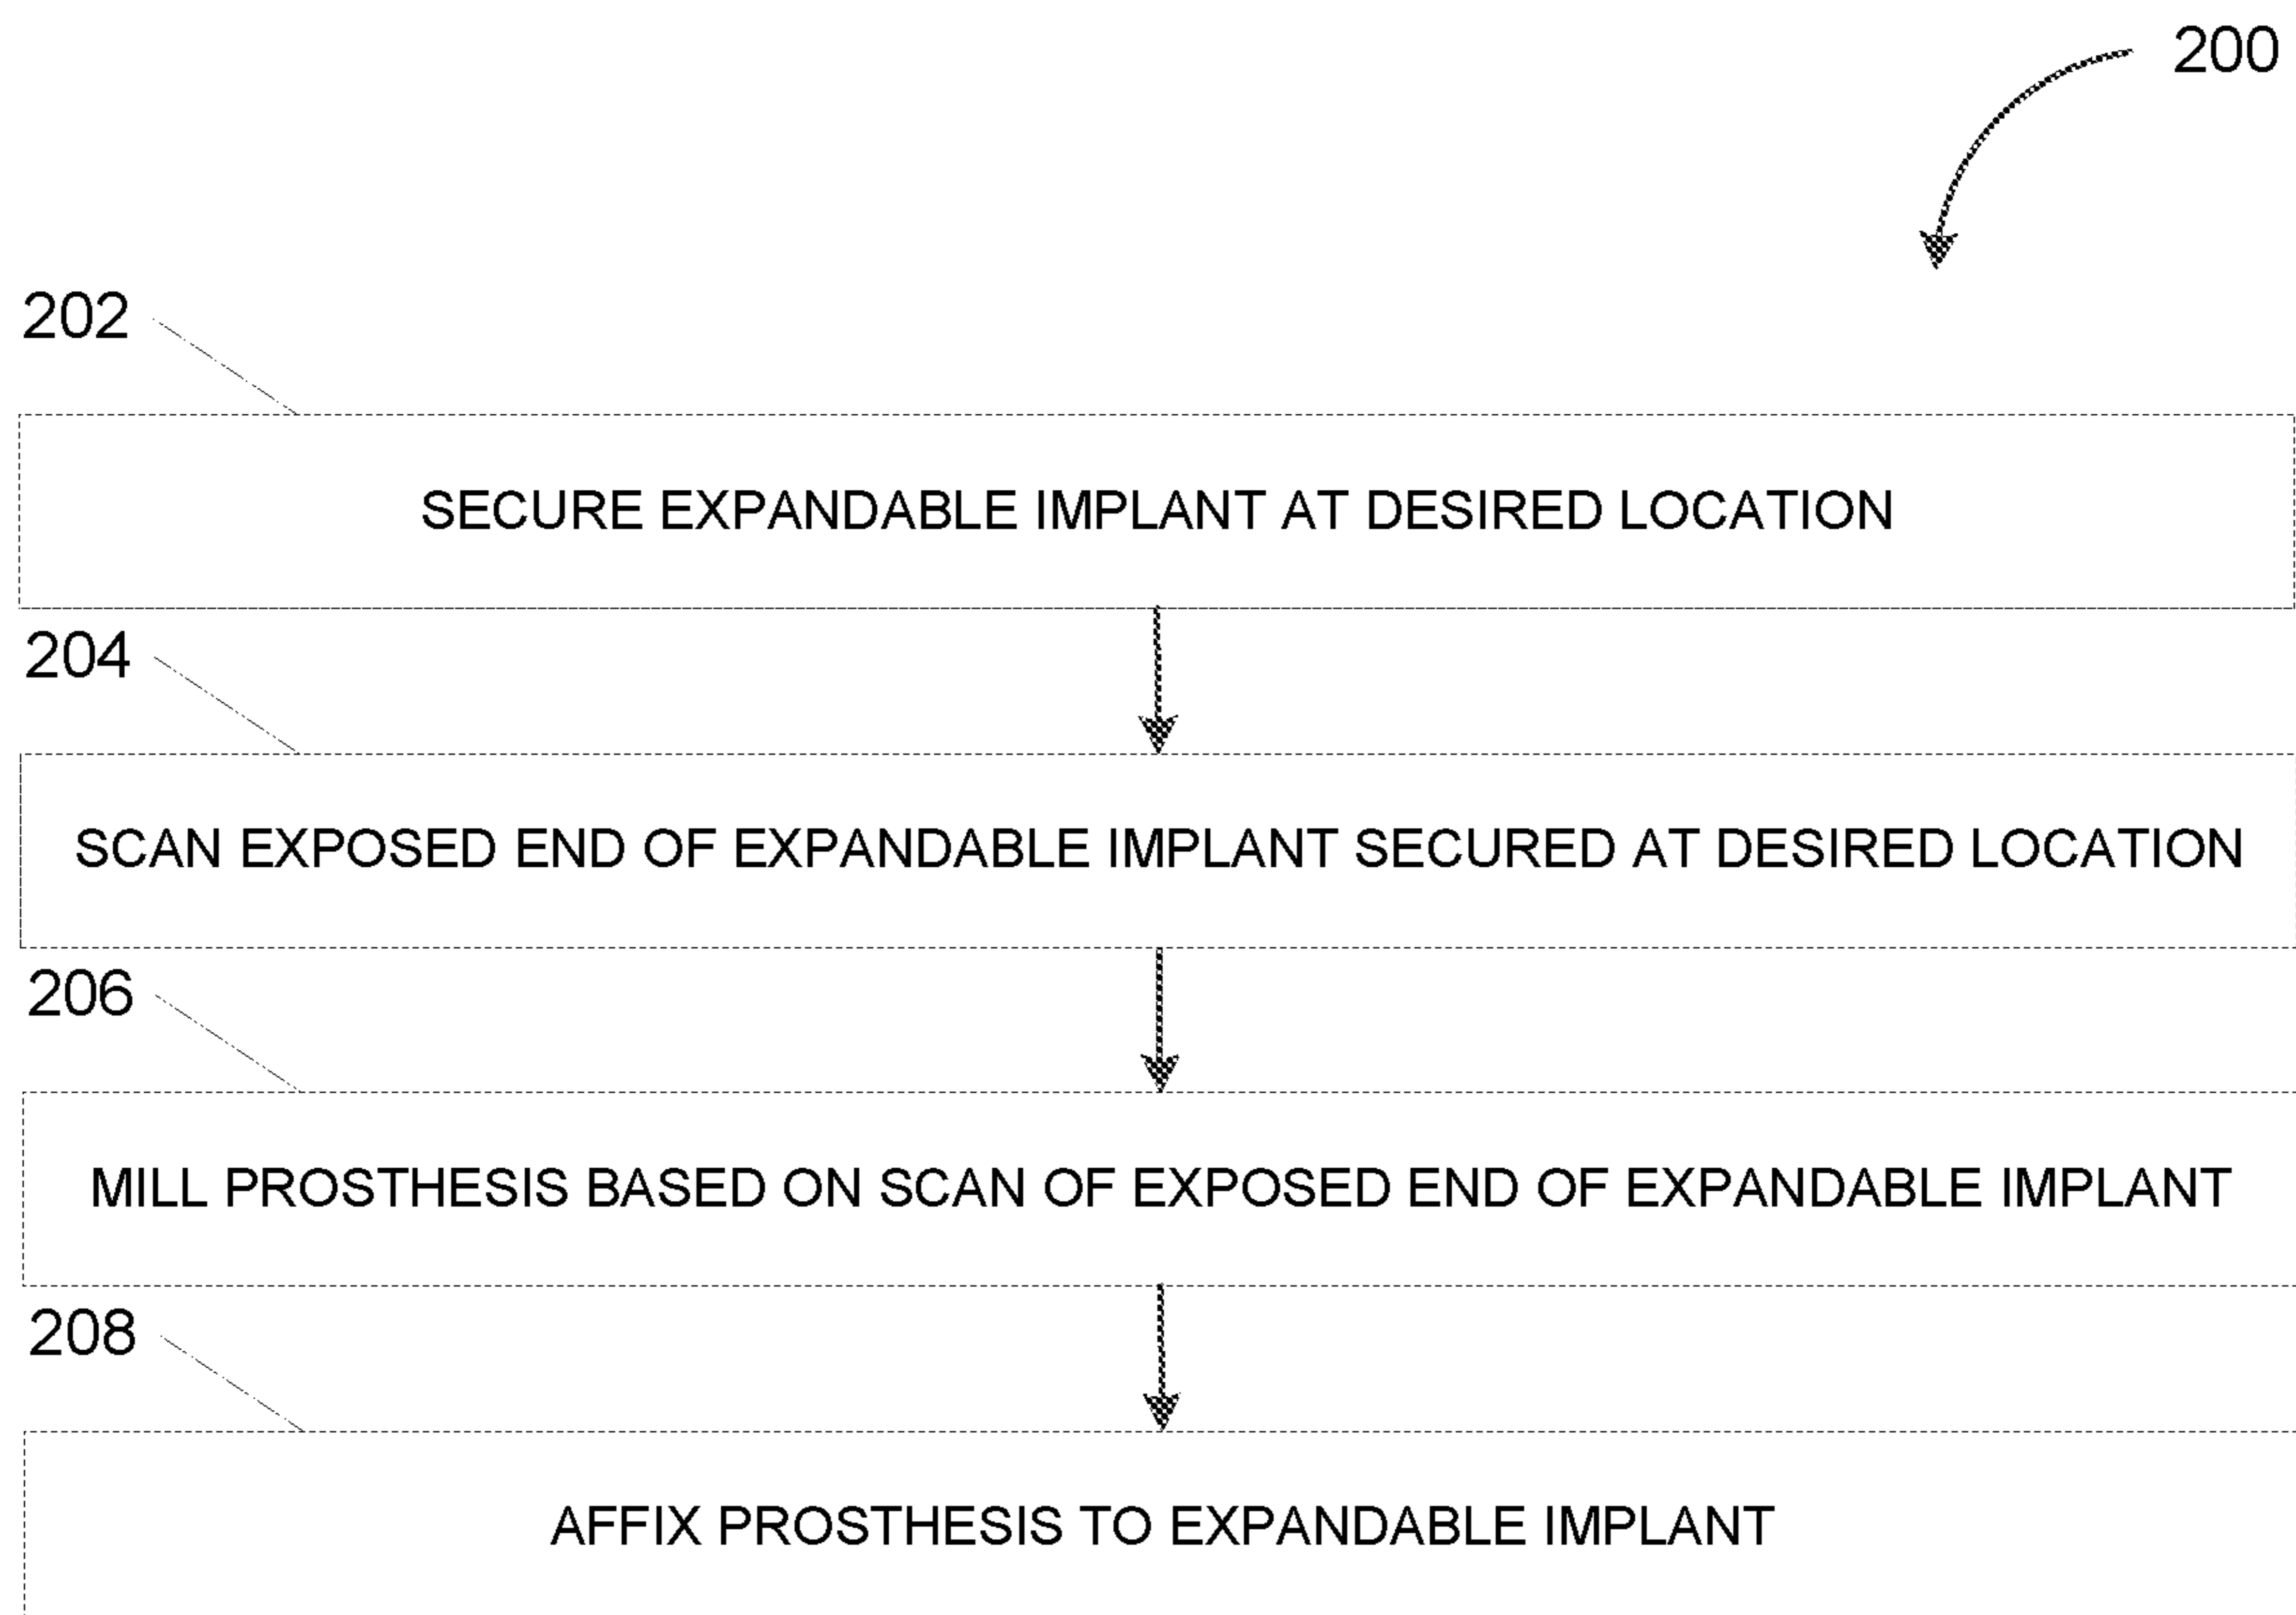 200
202
SECURE EXPANDABLE IMPLANT AT DESIRED LOCATION
204
SCAN EXPOSED END OF EXPANDABLE IMPLANT SECURED AT DESIRED LOCATION
206
MILL PROSTHESIS BASED ON SCAN OF EXPOSED END OF EXPANDABLE IMPLANT
208
AFFIX PROSTHESIS TO EXPANDABLE IMPLANT